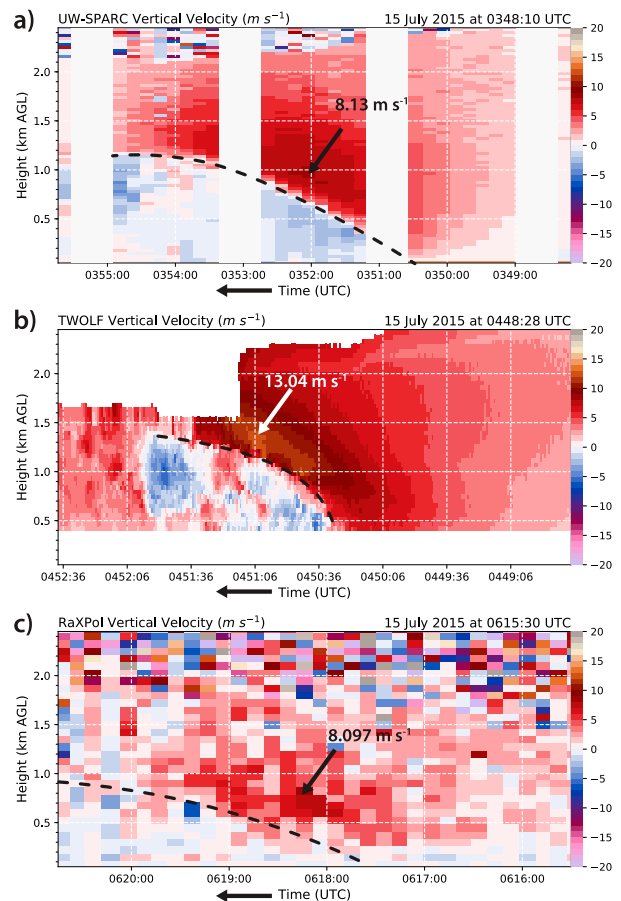 a)
UW-SPARC Vertical Velocity (m s⁻¹) 15 July 2015 at 0348:10 UTC
20
15
10
5
0
−5
−10
−15
−20
Height (km AGL)
2.0
1.5
1.0
0.5
8.13 m s⁻¹
0355:00 0354:00 0353:00 0352:00 0351:00 0350:00 0349:00
Time (UTC)
b)
TWOLF Vertical Velocity (m s⁻¹) 15 July 2015 at 0448:28 UTC
20
15
10
5
0
−5
−10
−15
−20
Height (km AGL)
2.0
1.5
1.0
0.5
13.04 m s⁻¹
0452:36 0452:06 0451:36 0451:06 0450:36 0450:06 0449:36 0449:06
Time (UTC)
c)
RaXPol Vertical Velocity (m s⁻¹) 15 July 2015 at 0615:30 UTC
20
15
10
5
0
−5
−10
−15
−20
Height (km AGL)
2.0
1.5
1.0
0.5
8.097 m s⁻¹
0620:00 0619:00 0618:00 0617:00 0616:00
Time (UTC)